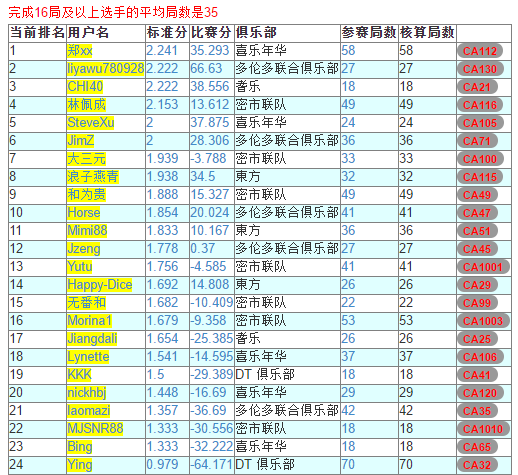 完成16局及以上选手的平均局数是35
当前排名 用户名 标准分 比赛分 俱乐部 参赛局数 核算局数
1 郑xx 2.241 35.293 喜乐年华 58 58 CA112
2 liyawu780928 2.222 66.63 多伦多联合俱乐部 27 27 CA130
3 CHI40 2.222 38.556 耆乐 18 18 CA21
4 林佩成 2.153 13.612 密市联队 49 49 CA116
5 SteveXu 2 37.875 喜乐年华 24 24 CA105
6 JimZ 2 28.306 多伦多联合俱乐部 36 36 CA71
7 大三元 1.939 -3.788 密市联队 33 33 CA100
8 浪子燕青 1.938 34.5 東方 32 32 CA115
9 和为贵 1.888 15.327 密市联队 49 49 CA49
10 Horse 1.854 20.024 多伦多联合俱乐部 41 41 CA47
11 Mimi88 1.833 10.167 東方 36 36 CA51
12 Jzeng 1.778 0.37 多伦多联合俱乐部 27 27 CA45
13 Yutu 1.756 -4.585 密市联队 41 41 CA1001
14 Happy-Dice 1.692 14.808 東方 26 26 CA29
15 无番和 1.682 -10.409 密市联队 22 22 CA99
16 Morina1 1.679 -9.358 密市联队 53 53 CA1003
17 Jiangdali 1.654 -25.385 耆乐 26 26 CA25
18 Lynette 1.541 -14.595 喜乐年华 37 37 CA106
19 KKK 1.5 -29.389 DT 俱乐部 18 18 CA41
20 nickhbj 1.448 -16.69 喜乐年华 29 29 CA120
21 laomazi 1.357 -36.69 多伦多联合俱乐部 42 42 CA35
22 MJSNR88 1.333 -30.556 密市联队 18 18 CA1010
23 Bing 1.333 -32.222 喜乐年华 18 18 CA65
24 Ying 0.979 -64.171 DT 俱乐部 70 70 CA32